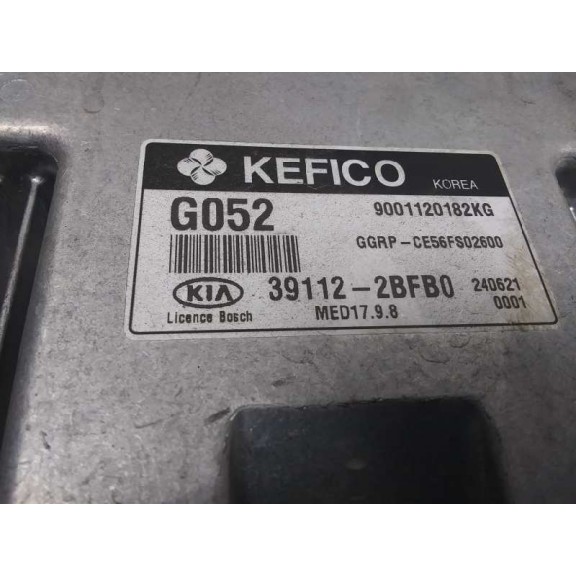 KEFICO KOREA
G052 9001120182KG
GGRP-CE56FS02600
KIA 39112-2BFB0 240621
0001
Licence Bosch MED17.9.8